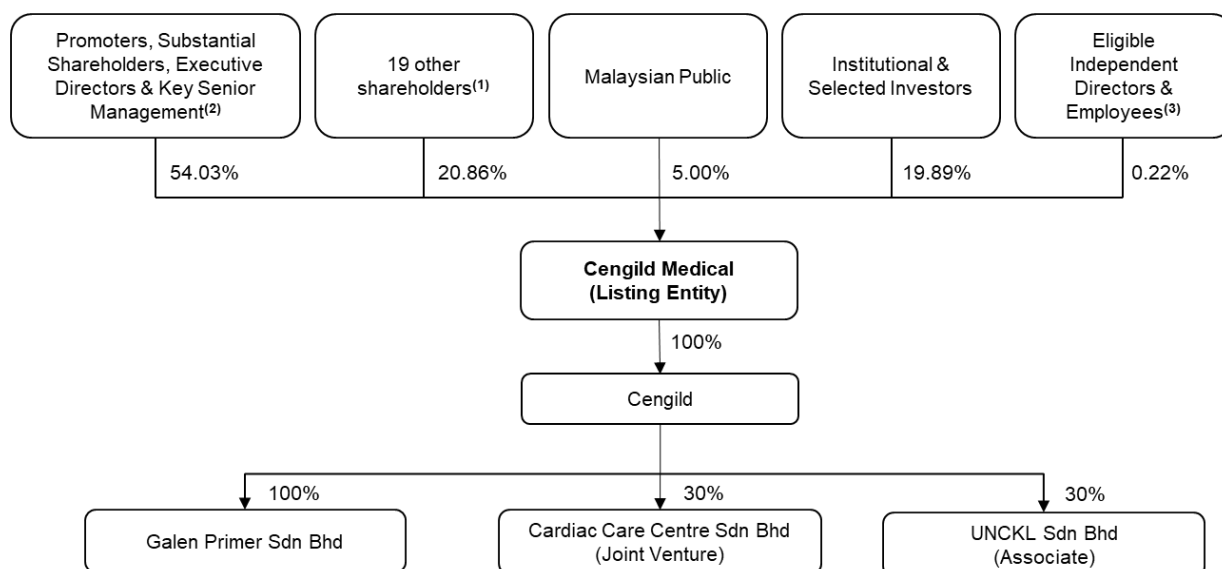 Promoters, Substantial
Shareholders, Executive
Directors & Key Senior
Management(2)
19 other
shareholders(1)
Malaysian Public
Institutional &
Selected Investors
Eligible
Independent
Directors &
Employees(3)
54.03%
20.86%
5.00%
19.89%
0.22%
Cengild Medical
(Listing Entity)
100%
Cengild
100%
30%
30%
Galen Primer Sdn Bhd
Cardiac Care Centre Sdn Bhd
(Joint Venture)
UNCKL Sdn Bhd
(Associate)